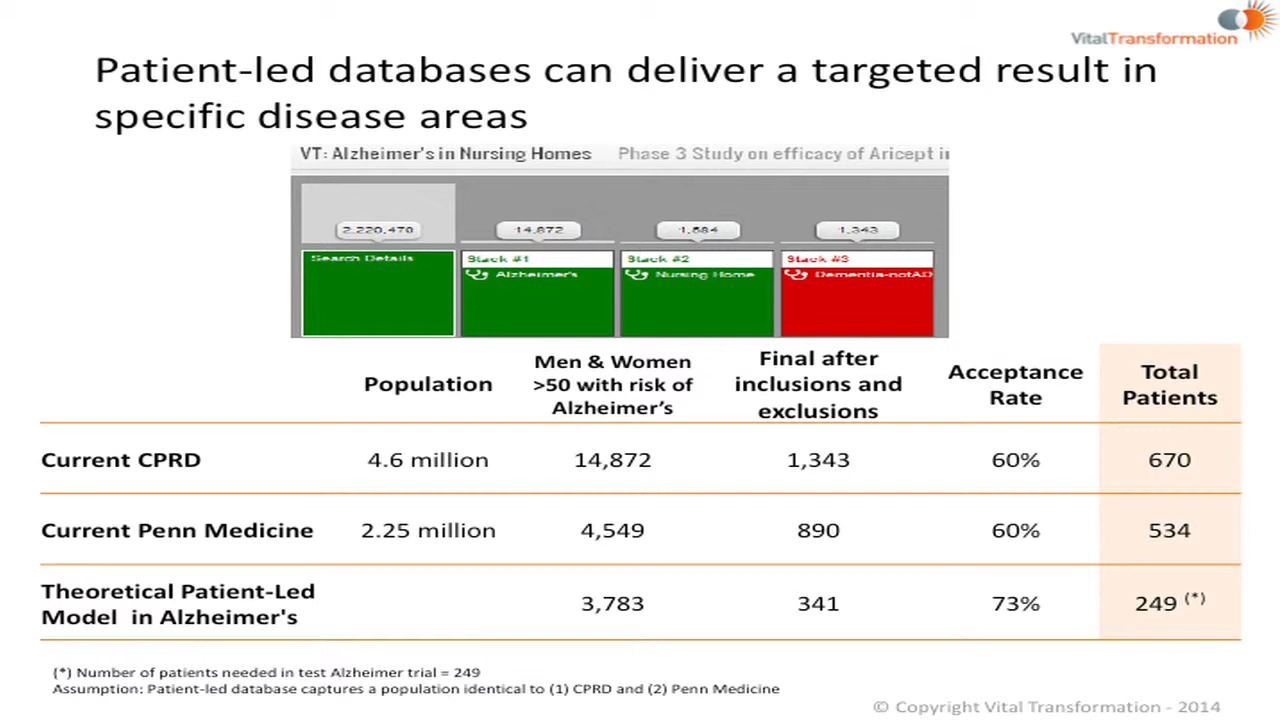 VitalTransformation
Patient-led databases can deliver a targeted result in
specific disease areas
VT: Alzheimer's in Nursing Homes Phase 3 Study on efficacy of Aricept in
2,220,470 14,872 1,343
Search Details Stack #1 Stack #2 Stack #3
Alzheimer's Nursing Home Dementia-notAD
Population Men & Women >50 with risk of Alzheimer’s Final after inclusions and exclusions Acceptance Rate Total Patients
Current CPRD 4.6 million 14,872 1,343 60% 670
Current Penn Medicine 2.25 million 4,549 890 60% 534
Theoretical Patient-Led
Model in Alzheimer's 3,783 341 73% 249 (*)
(*) Number of patients needed in test Alzheimer trial = 249
Assumption: Patient-led database captures a population identical to (1) CPRD and (2) Penn Medicine
© Copyright Vital Transformation - 2014